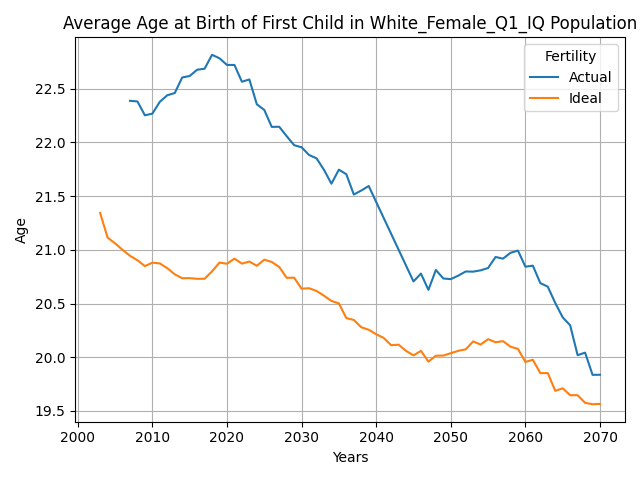 Average Age at Birth of First Child in White_Female_Q1_IQ Population
Fertility
Actual
Ideal
22.5
22.0
21.5
21.0
20.5
20.0
19.5
Age
2000 2010 2020 2030 2040 2050 2060 2070
Years